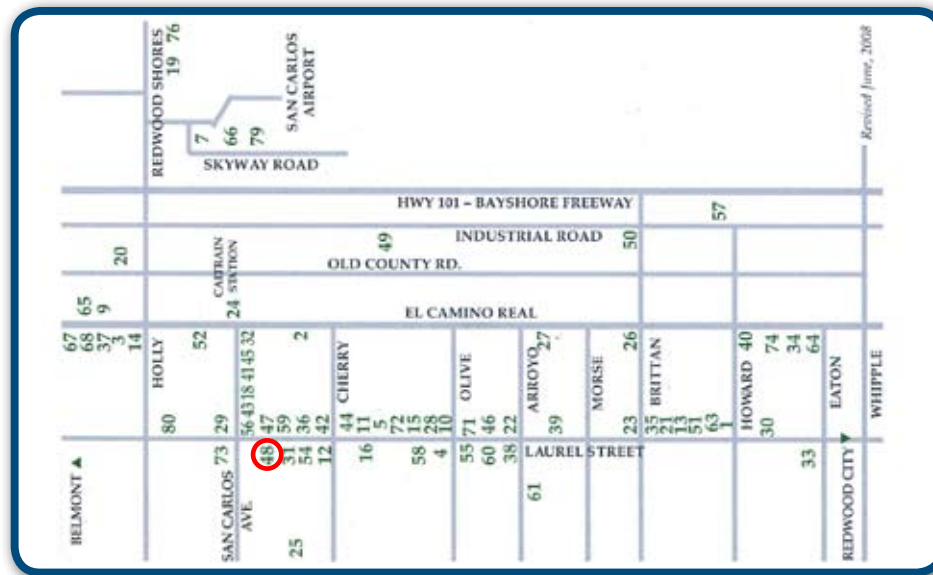 REDWOOD SHORES
19 76
SAN CARLOS
AIRPORT
7
66
79
SKYWAY ROAD
Revised June, 2008
HWY 101 – BAYSHORE FREEWAY
57
INDUSTRIAL ROAD
49
50
20
OLD COUNTY RD.
CALTRAIN
STATION
24
65
9
EL CAMINO REAL
67
68
37
3
14
HOLLY
52
56 43 18 41 45 32
2
CHERRY
OLIVE
ARROYO
27
MORSE
26
BRITTAN
HOWARD
40
74
34
64
EATON
WHIPPLE
80
29
47
59
36
42
44
11
5
72
15
28
10
71
46
22
39
23
35
21
13
51
63
1
30
BELMONT ▲
73
SAN CARLOS
AVE.
48
31
54
12
25
16
58
4
55
60
38
LAUREL STREET
61
33
REDWOOD CITY ▼